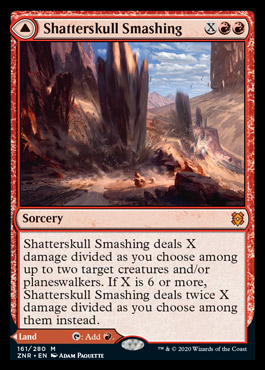 Shatterskull Smashing X
Sorcery
Shatterskull Smashing deals X
damage divided as you choose among
up to two target creatures and/or
planeswalkers. If X is 6 or more,
Shatterskull Smashing deals twice X
damage divided as you choose among
them instead.
161/280 M
ZNR • EN Adam Paquette
™ & © 2020 Wizards of the Coast
Land : Add .